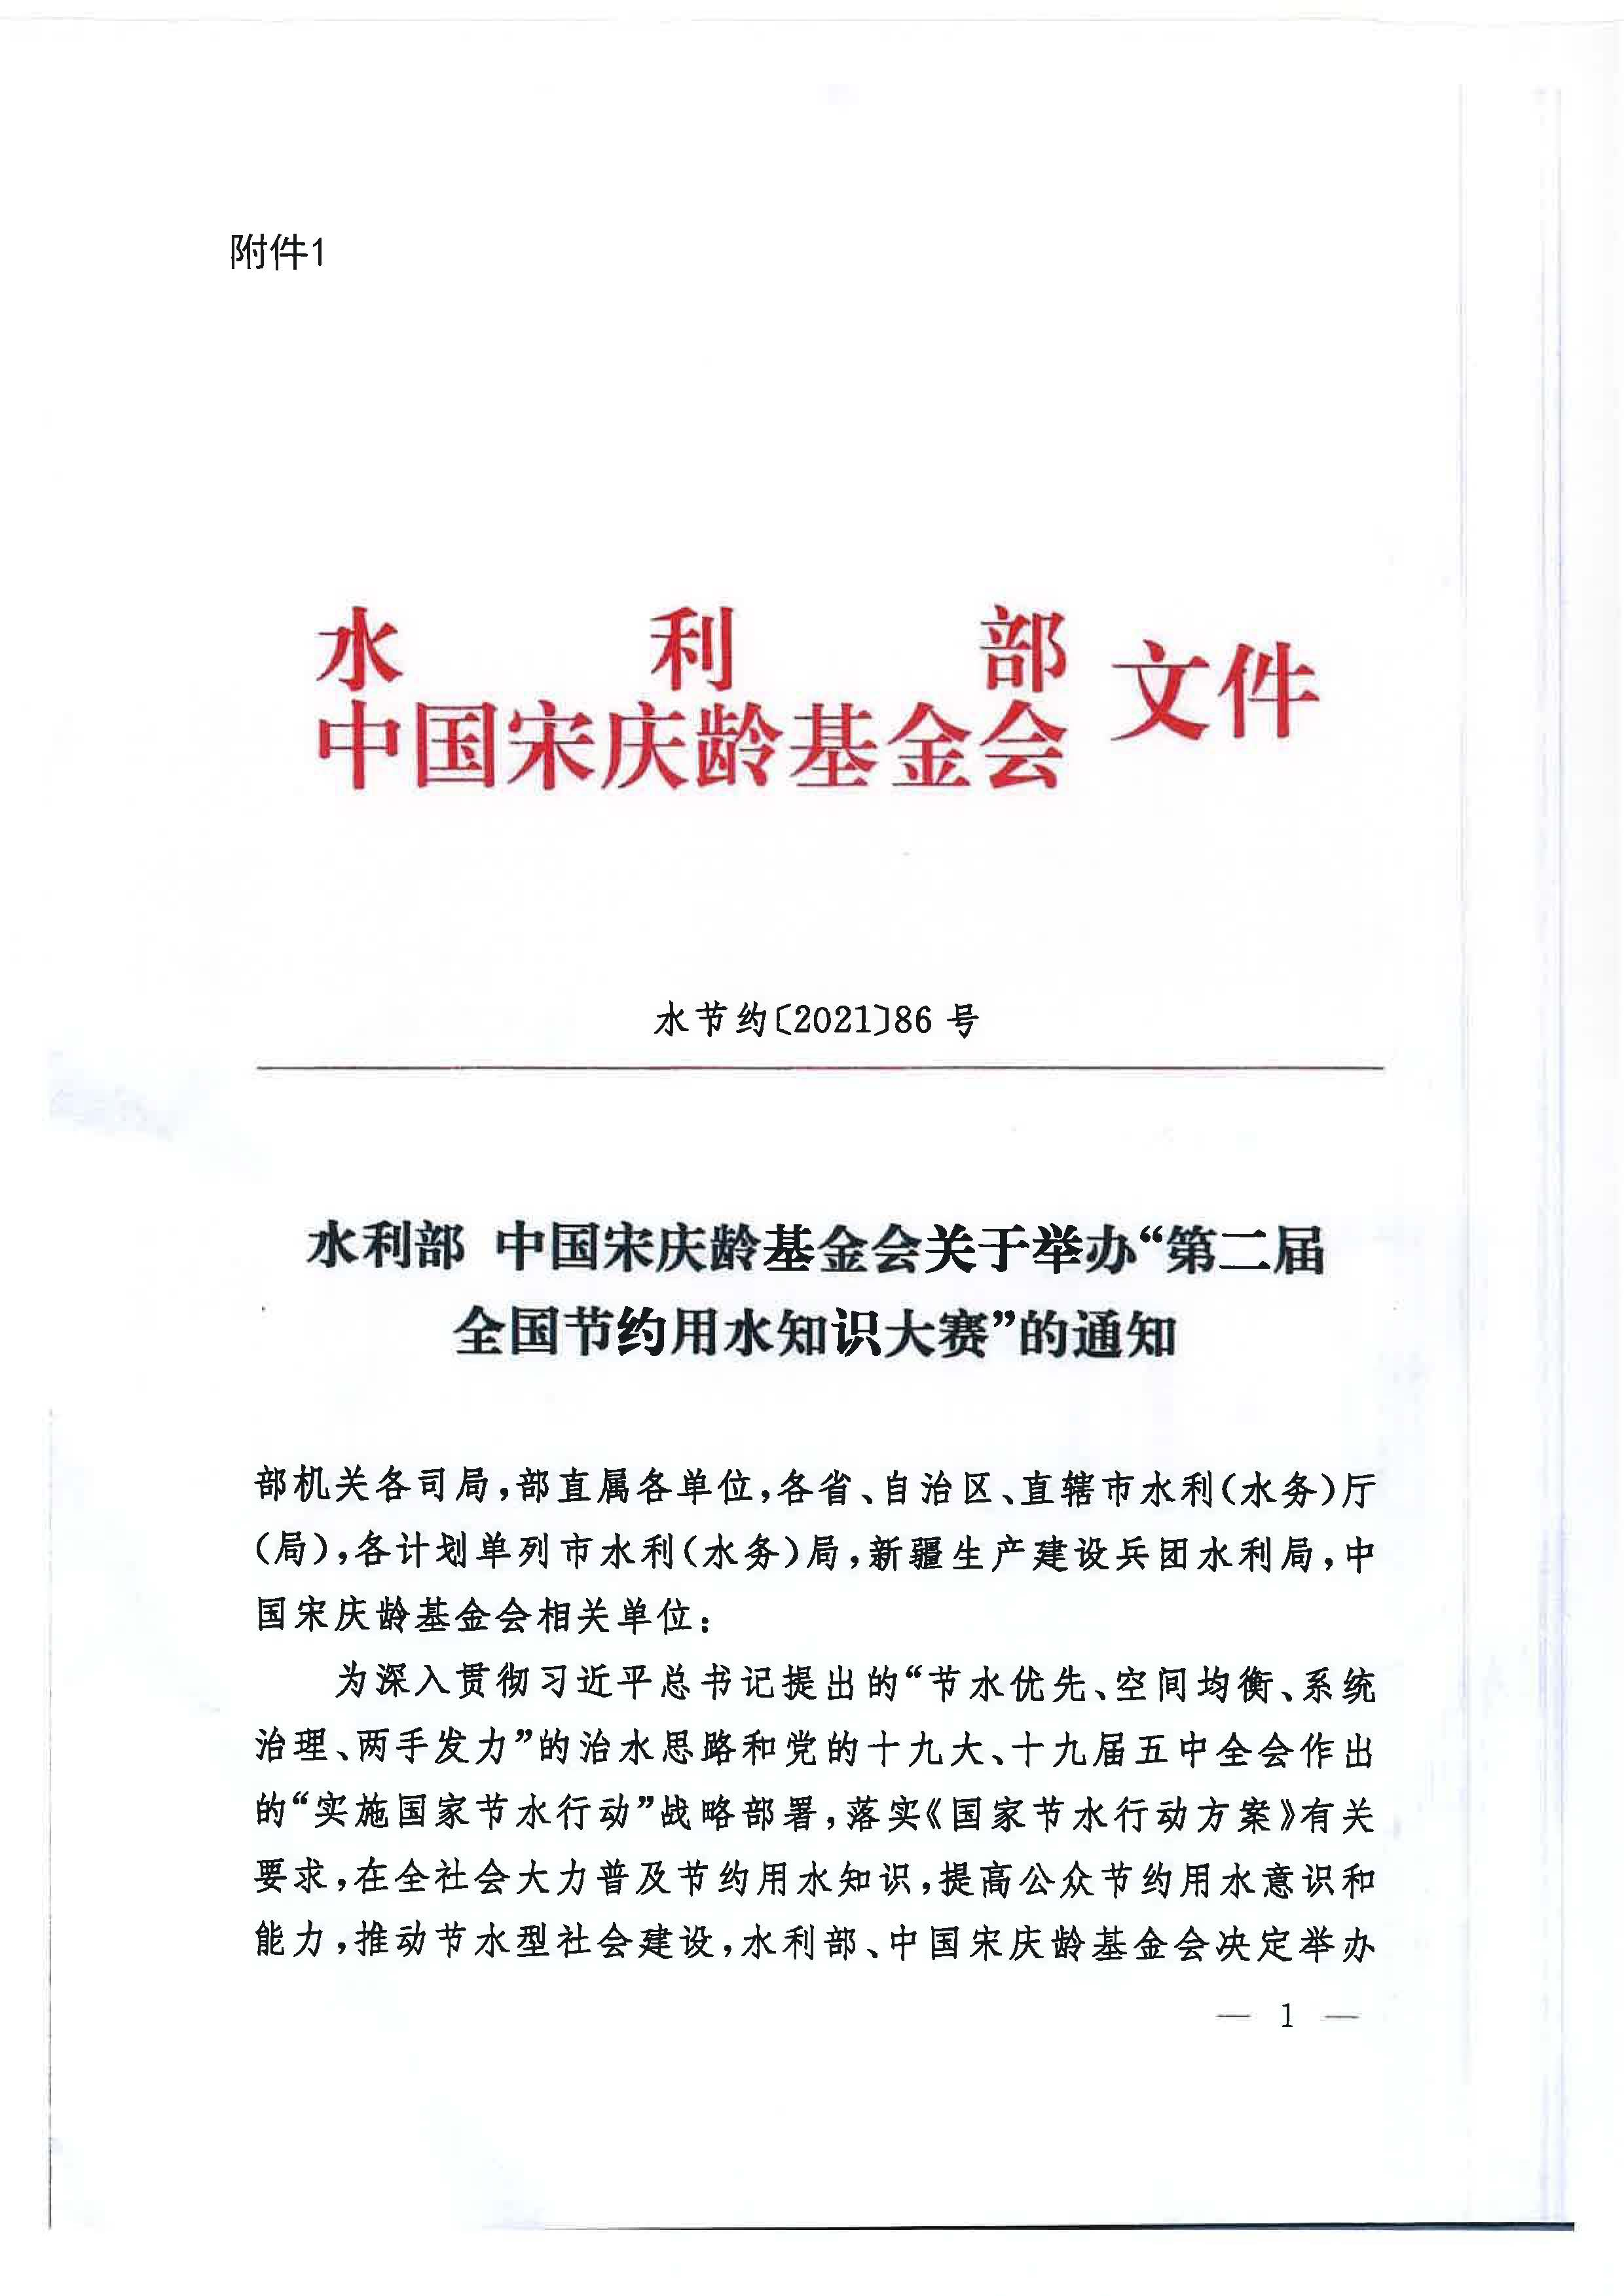 附件1
水利部
中国宋庆龄基金会
文件
水节约〔2021〕86 号
水利部 中国宋庆龄基金会关于举办“第二届
全国节约用水知识大赛”的通知
部机关各司局,部直属各单位,各省、自治区、直辖市水利(水务)厅
(局),各计划单列市水利(水务)局,新疆生产建设兵团水利局,中
国宋庆龄基金会相关单位:
为深入贯彻习近平总书记提出的“节水优先、空间均衡、系统
治理、两手发力”的治水思路和党的十九大、十九届五中全会作出
的“实施国家节水行动”战略部署,落实《国家节水行动方案》有关
要求,在全社会大力普及节约用水知识,提高公众节约用水意识和
能力,推动节水型社会建设,水利部、中国宋庆龄基金会决定举办
— 1 —